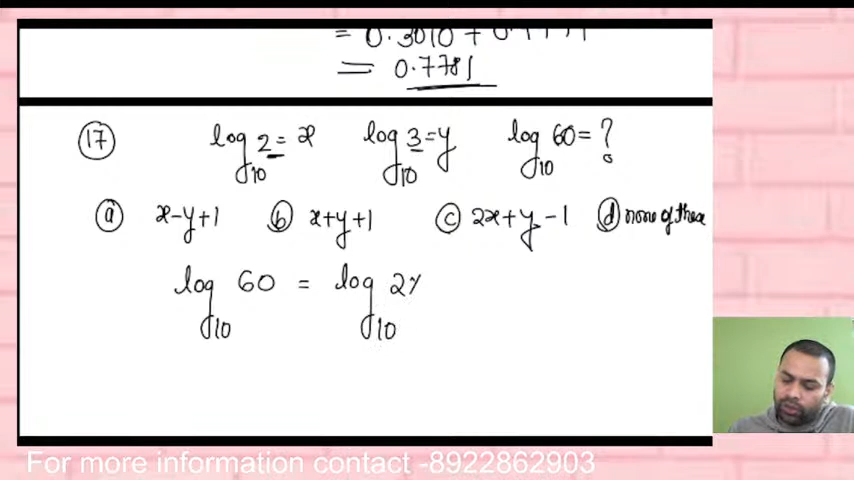 = 0.3010 +
= 0.7781
17 log₁₀ 2 = x log₁₀ 3 = y log₁₀ 60 = ?
a x-y+1 b x+y+1 c 2x+y-1 d none of these
log₁₀ 60 = log₁₀ 2×
For more information contact -8922862903